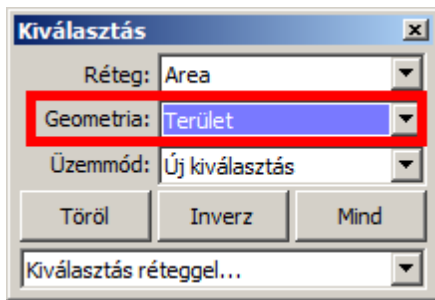 Kiválasztás
Réteg: Area
Geometria: Terület
Üzemmód: Új kiválasztás
Töröl Inverz Mind
Kiválasztás réteggel...